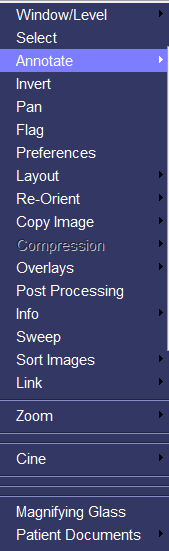 Window/Level
Select
Annotate
Invert
Pan
Flag
Preferences
Layout
Re-Orient
Copy Image
Compression
Overlays
Post Processing
Info
Sweep
Sort Images
Link
Zoom
Cine
Magnifying Glass
Patient Documents